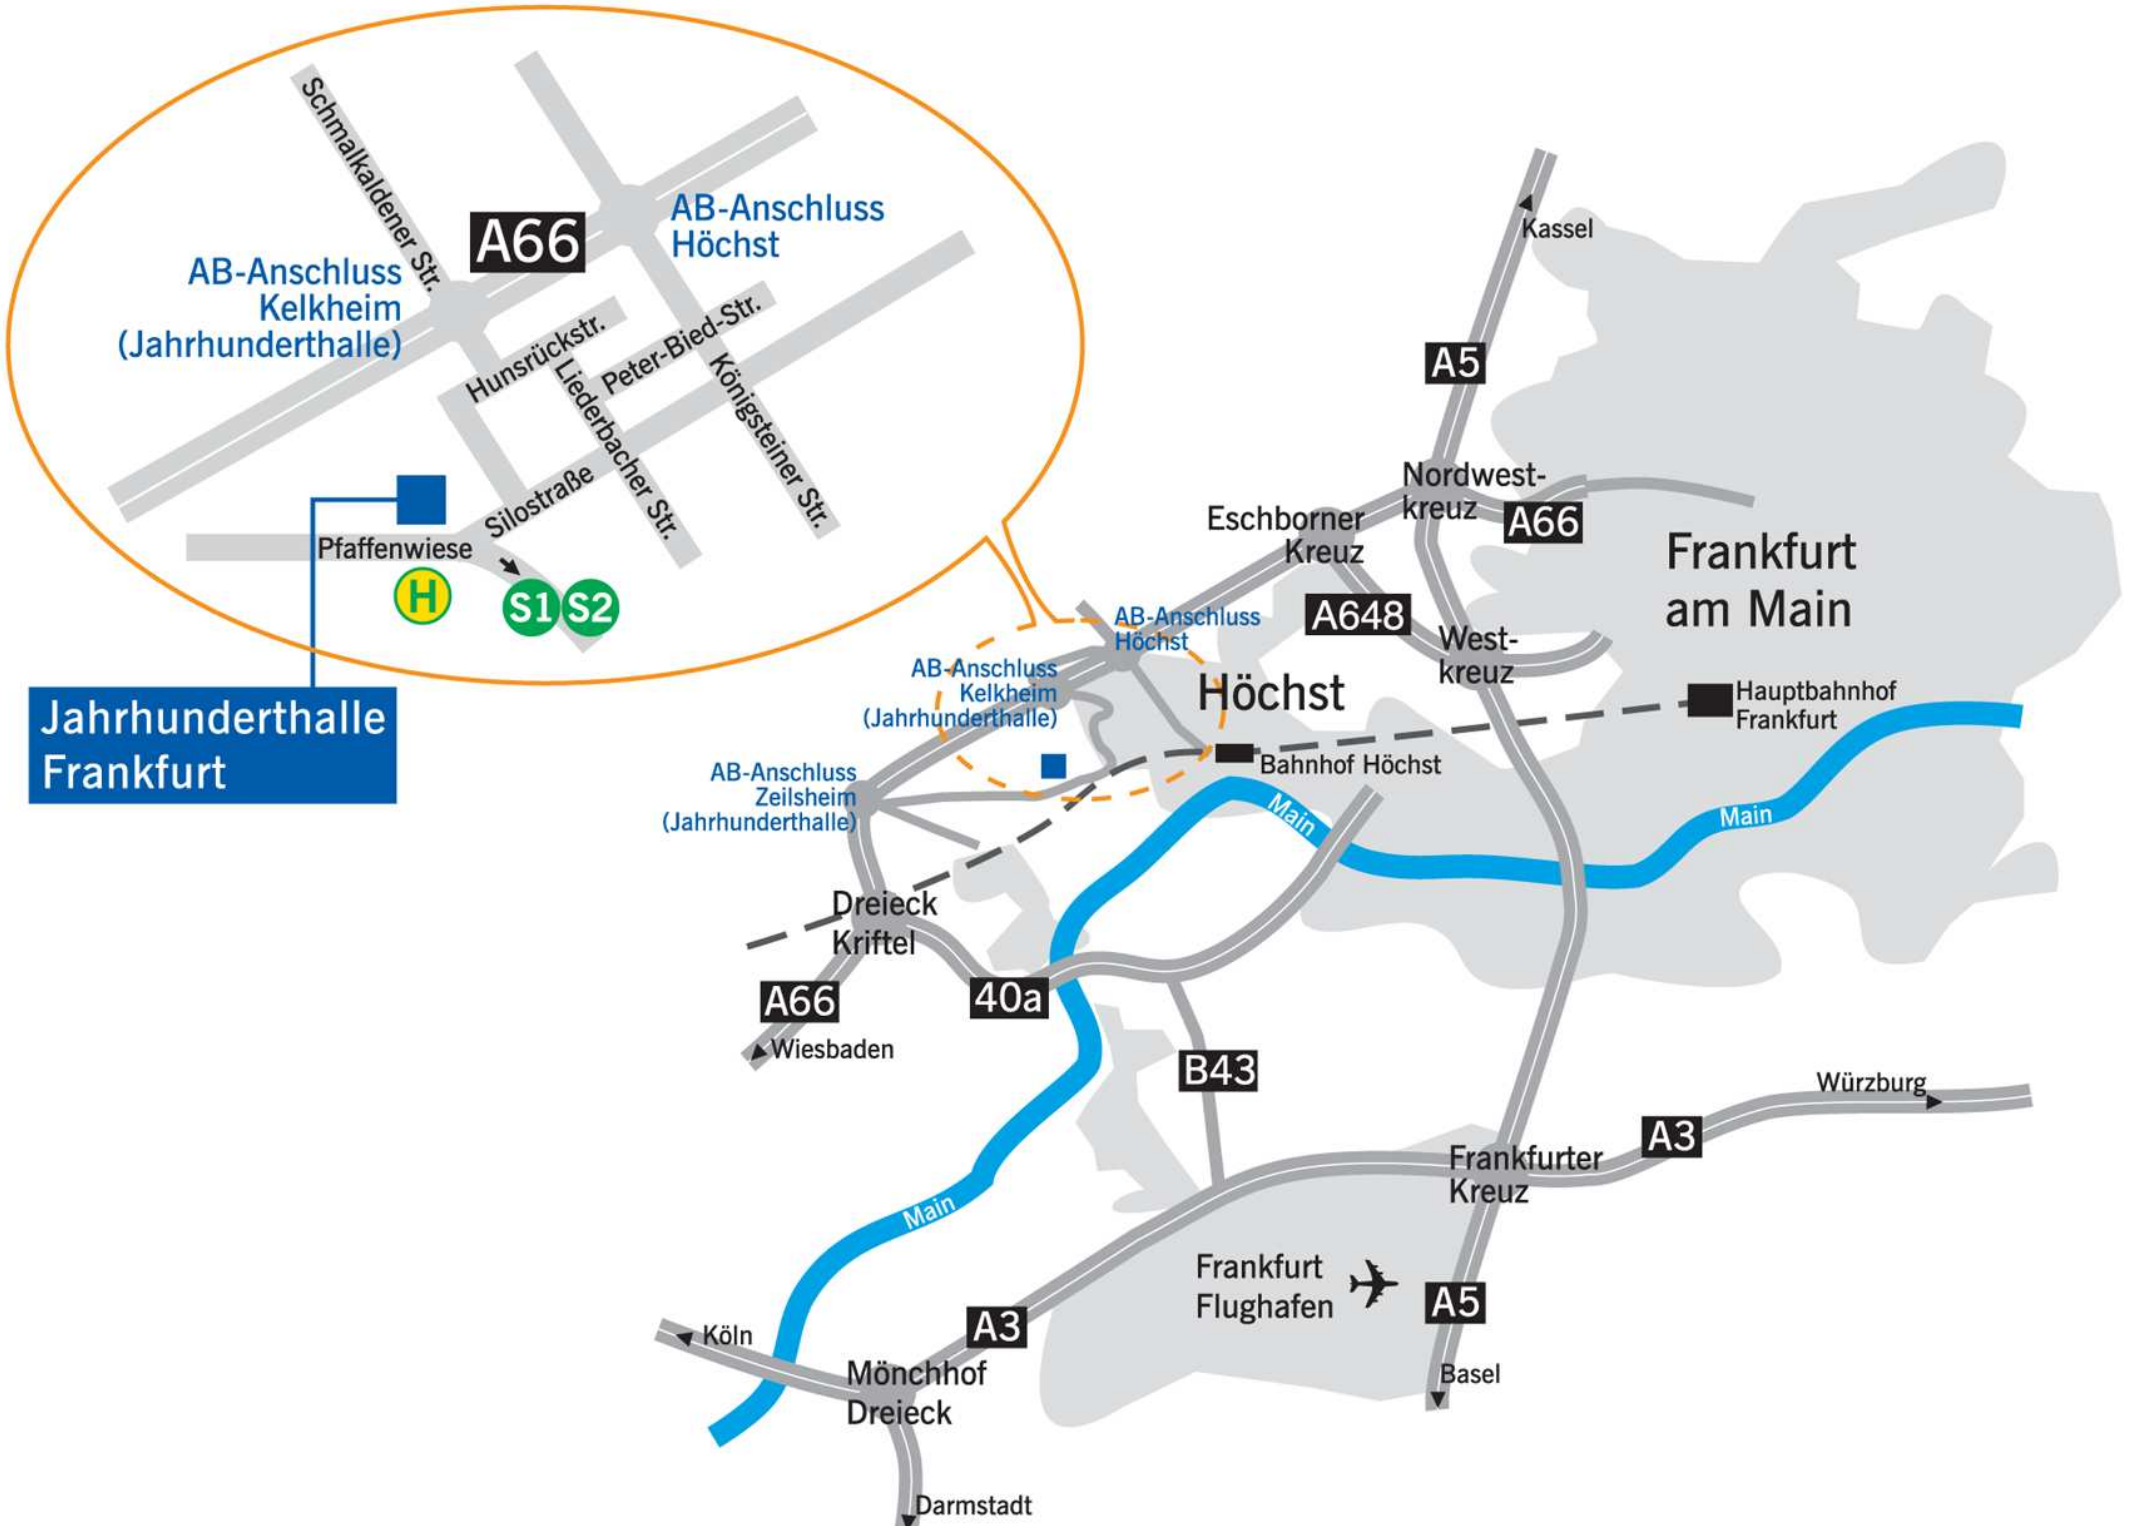 Schmalkaldener Str.
A66
AB-Anschluss
Höchst
AB-Anschluss
Kelkheim
(Jahrhunderthalle)
Hunsrückstr.
Peter-Bied-Str.
Liederbacher Str.
Königsteiner Str.
Silostraße
Pfaffenwiese
H
S1
S2
Jahrhunderthalle
Frankfurt
Kassel
A5
Nordwest-
kreuz
A66
Eschborner
Kreuz
Frankfurt
am Main
A648
West-
kreuz
AB-Anschluss
Höchst
AB-Anschluss
Kelkheim
(Jahrhunderthalle)
Höchst
Hauptbahnhof
Frankfurt
Bahnhof Höchst
AB-Anschluss
Zeilsheim
(Jahrhunderthalle)
Main
Main
Dreieck
Kriftel
A66
40a
Wiesbaden
B43
Würzburg
A3
Frankfurter
Kreuz
Main
Frankfurt
Flughafen
A5
A3
Köln
Mönchhof
Dreieck
Basel
Darmstadt